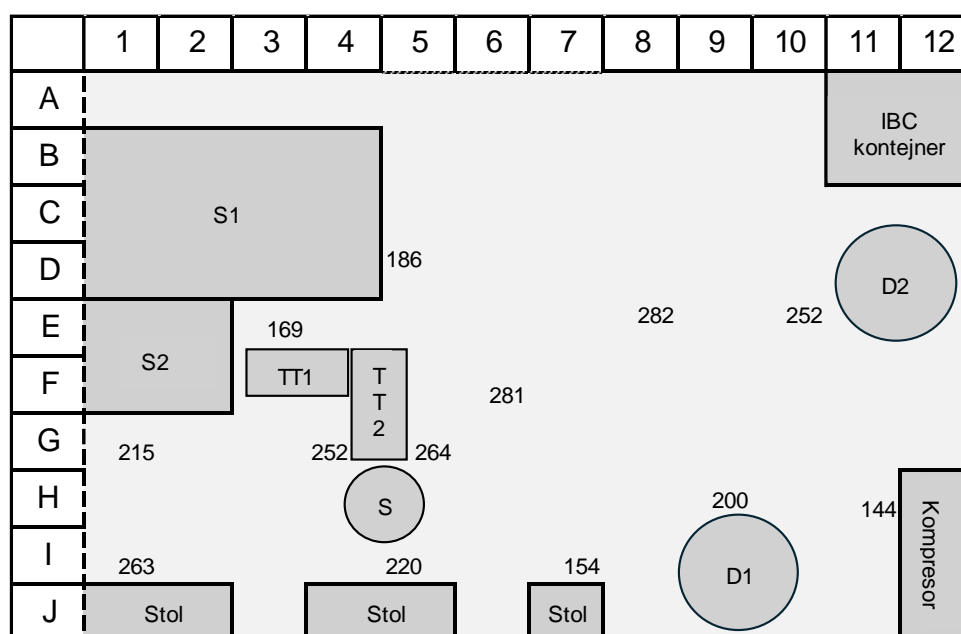 1 2 3 4 5 6 7 8 9 10 11 12
A
IBC
kontejner
B
C
S1
D
186
D2
E
169
282
252
S2
TT1
T
T
2
F
281
G
215
252
264
H
S
200
144
Kompresor
I
263
220
154
D1
J
Stol
Stol
Stol